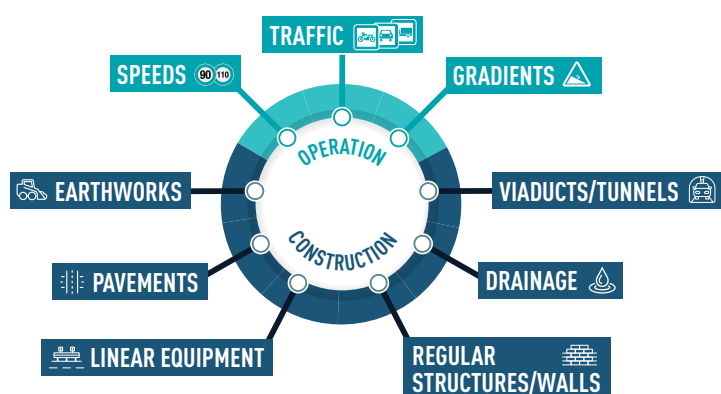 TRAFFIC
SPEEDS 90 110
GRADIENTS
OPERATION
EARTHWORKS
VIADUCTS/TUNNELS
CONSTRUCTION
PAVEMENTS
DRAINAGE
LINEAR EQUIPMENT
REGULAR
STRUCTURES/WALLS